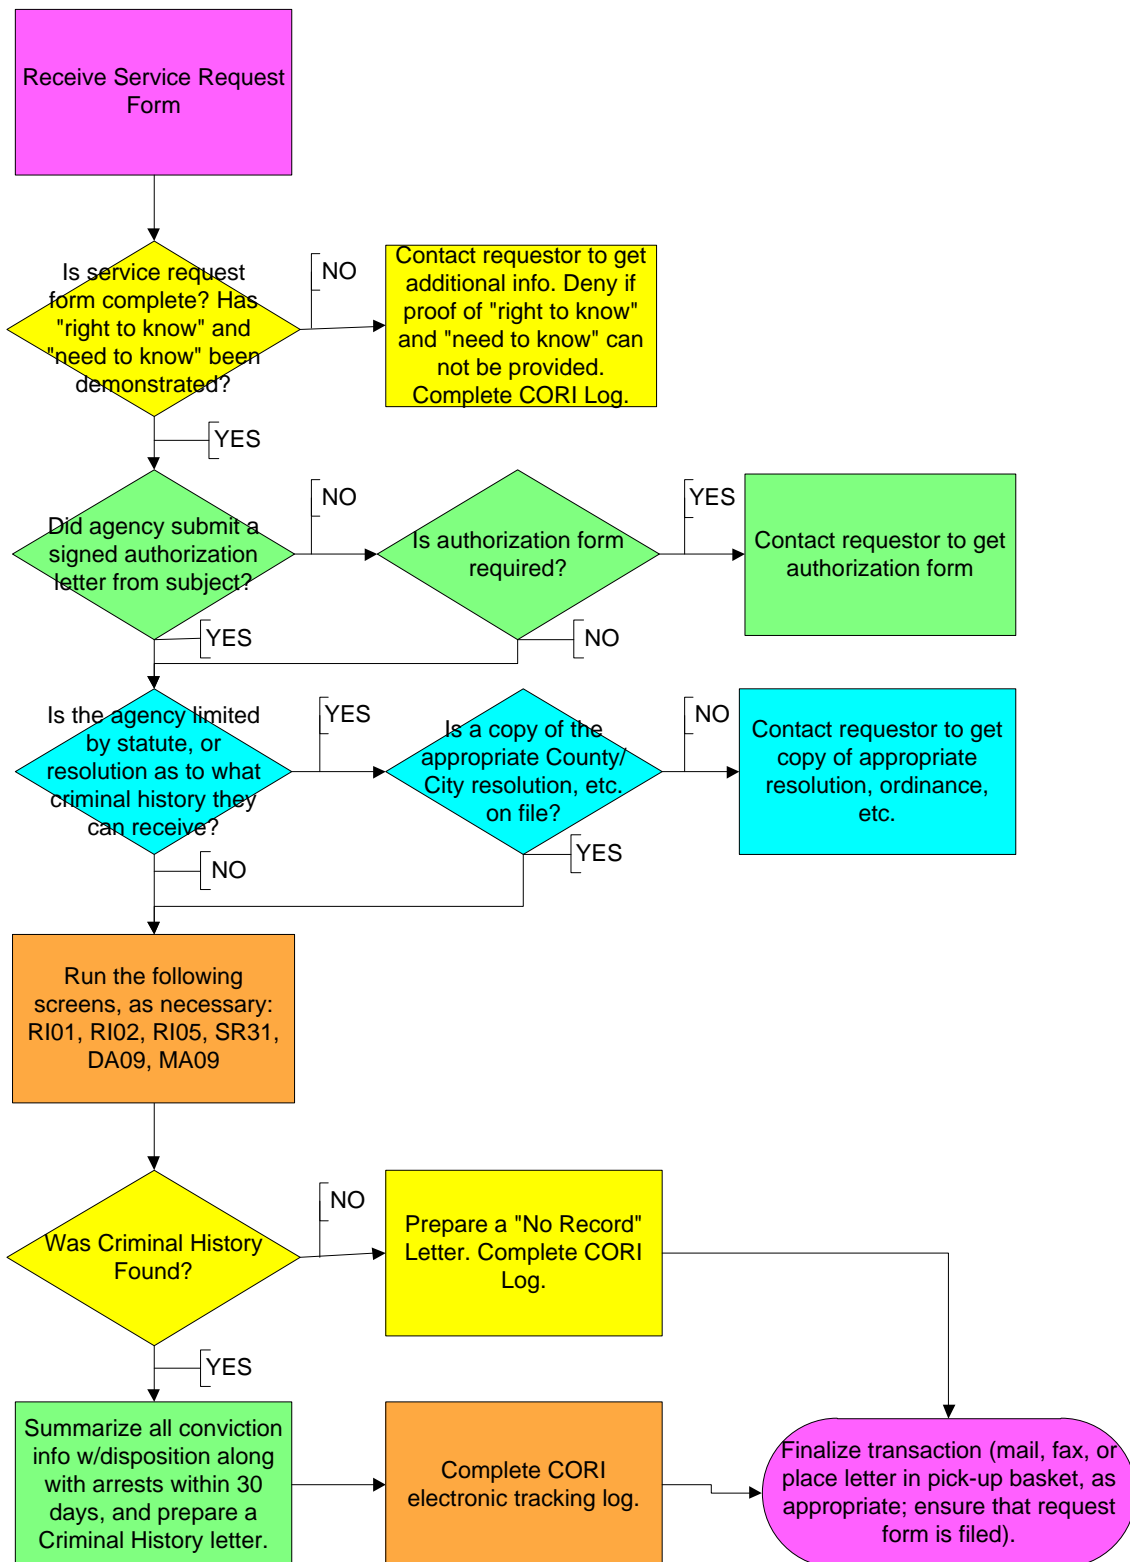 Receive Service Request
Form
Is service request
form complete? Has
"right to know" and
"need to know" been
demonstrated?
NO
Contact requestor to get
additional info. Deny if
proof of "right to know"
and "need to know" can
not be provided.
Complete CORI Log.
YES
Did agency submit a
signed authorization
letter from subject?
NO
Is authorization form
required?
YES
Contact requestor to get
authorization form
YES
NO
Is the agency limited
by statute, or
resolution as to what
criminal history they
can receive?
YES
Is a copy of the
appropriate County/
City resolution, etc.
on file?
NO
Contact requestor to get
copy of appropriate
resolution, ordinance,
etc.
NO
YES
Run the following
screens, as necessary:
RI01, RI02, RI05, SR31,
DA09, MA09
Was Criminal History
Found?
NO
Prepare a "No Record"
Letter. Complete CORI
Log.
YES
Summarize all conviction
info w/disposition along
with arrests within 30
days, and prepare a
Criminal History letter.
Complete CORI
electronic tracking log.
Finalize transaction (mail, fax, or
place letter in pick-up basket, as
appropriate; ensure that request
form is filed).